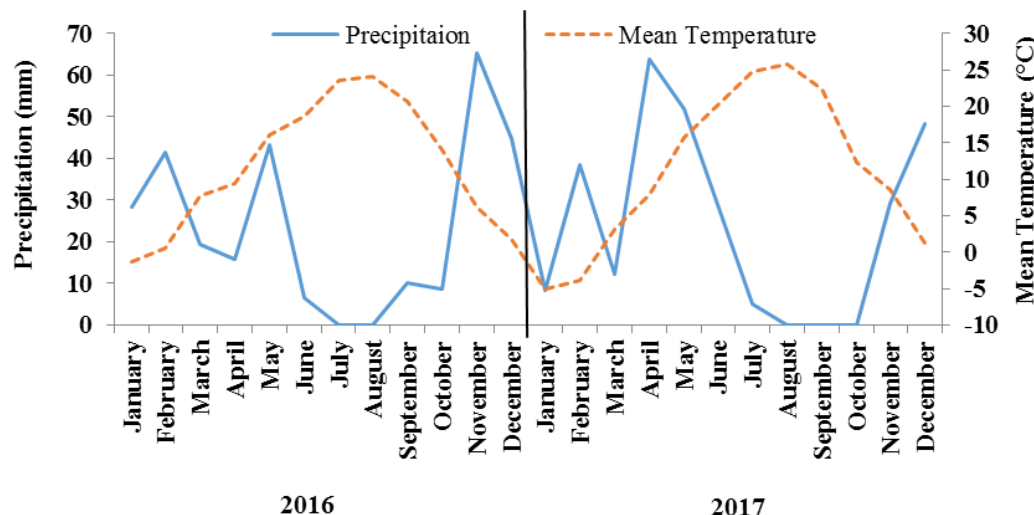 Precipitaion
Mean Temperature
Precipitation (mm)
70
60
50
40
30
20
10
0
30
25
20
15
10
5
0
-5
-10
Mean Temperature (°C)
January
February
March
April
May
June
July
August
September
October
November
December
January
February
March
April
May
June
July
August
September
October
November
December
2016
2017